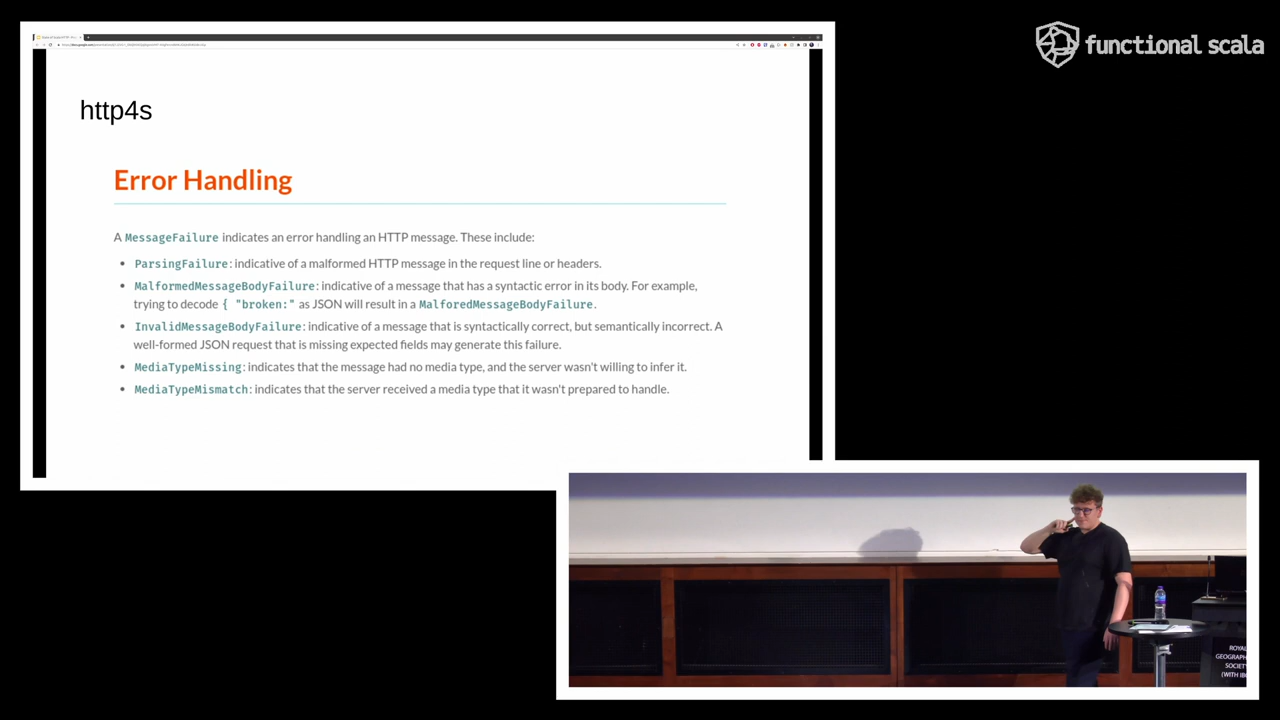 functional scala
http4s
Error Handling
A MessageFailure indicates an error handling an HTTP message. These include:
• ParsingFailure: indicative of a malformed HTTP message in the request line or headers.
• MalformedMessageBodyFailure: indicative of a message that has a syntactic error in its body. For example,
trying to decode { "broken:" as JSON will result in a MalforedMessageBodyFailure.
• InvalidMessageBodyFailure: indicative of a message that is syntactically correct, but semantically incorrect. A
well-formed JSON request that is missing expected fields may generate this failure.
• MediaTypeMissing: indicates that the message had no media type, and the server wasn't willing to infer it.
• MediaTypeMismatch: indicates that the server received a media type that it wasn't prepared to handle.
ROYAL
GEOGRAPH
SOCIETY
(WITH IB